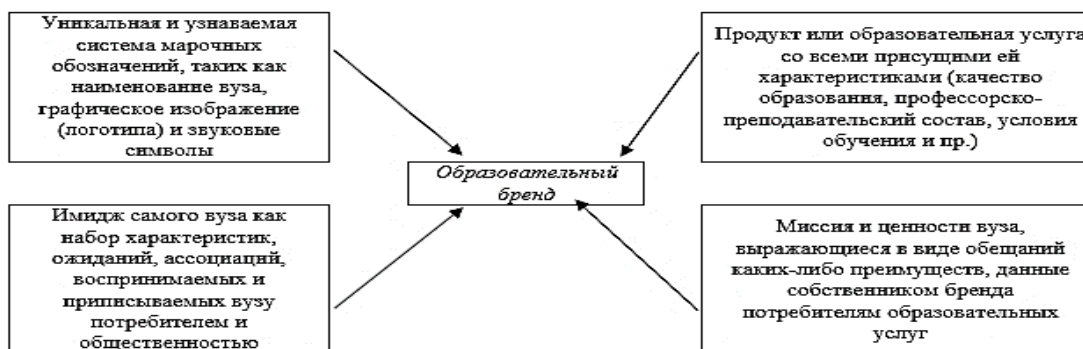 Уникальная и узнаваемая
система марочных
обозначений, таких как
наименование вуза,
графическое изображение
(логотипа) и звуковые
символы
Продукт или образовательная услуга
со всеми присущими ей
характеристиками (качество
образования, профессорско-
преподавательский состав, условия
обучения и пр.)
Образовательный
бренд
Имидж самого вуза как
набор характеристик,
ожиданий, ассоциаций,
воспринимаемых и
приписываемых вузу
потребителем и
общественностью
Миссия и ценности вуза,
выражающиеся в виде обещаний
каких-либо преимуществ, данные
собственником бренда
потребителям образовательных
услуг